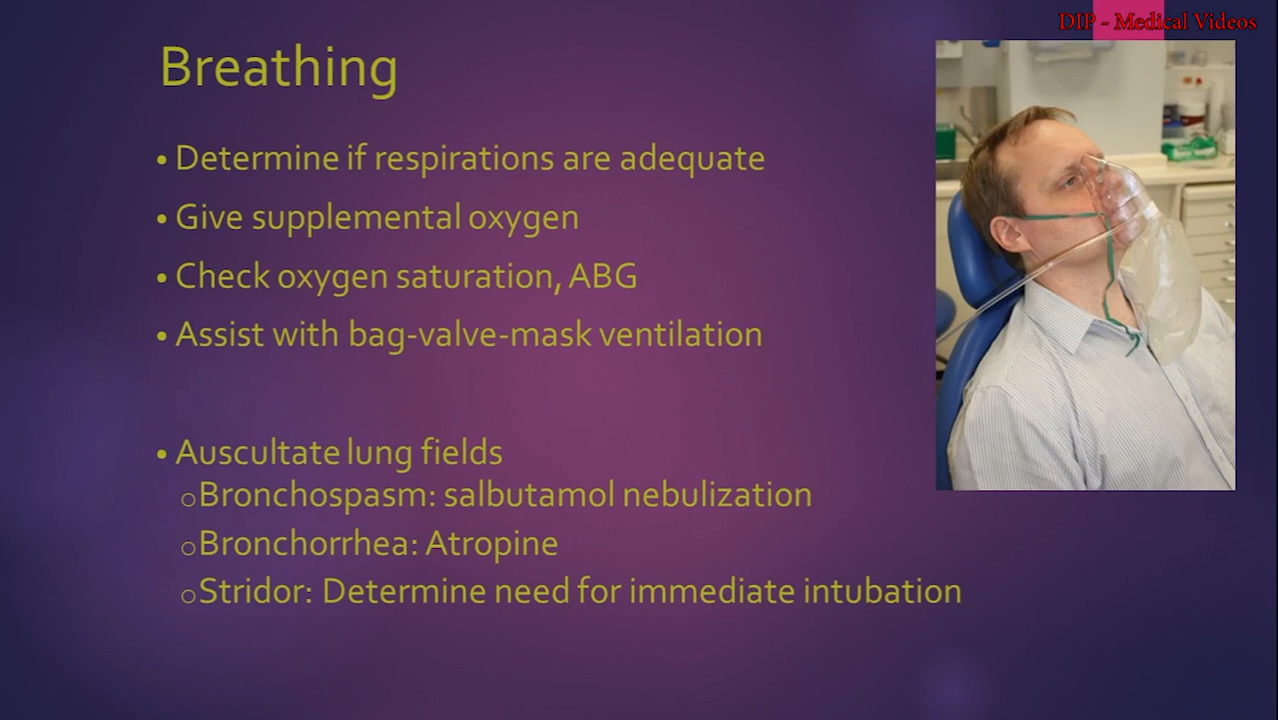 DIP - Medical Videos
Breathing
• Determine if respirations are adequate
• Give supplemental oxygen
• Check oxygen saturation, ABG
• Assist with bag-valve-mask ventilation
• Auscultate lung fields
○Bronchospasm: salbutamol nebulization
○Bronchorrhea: Atropine
○Stridor: Determine need for immediate intubation